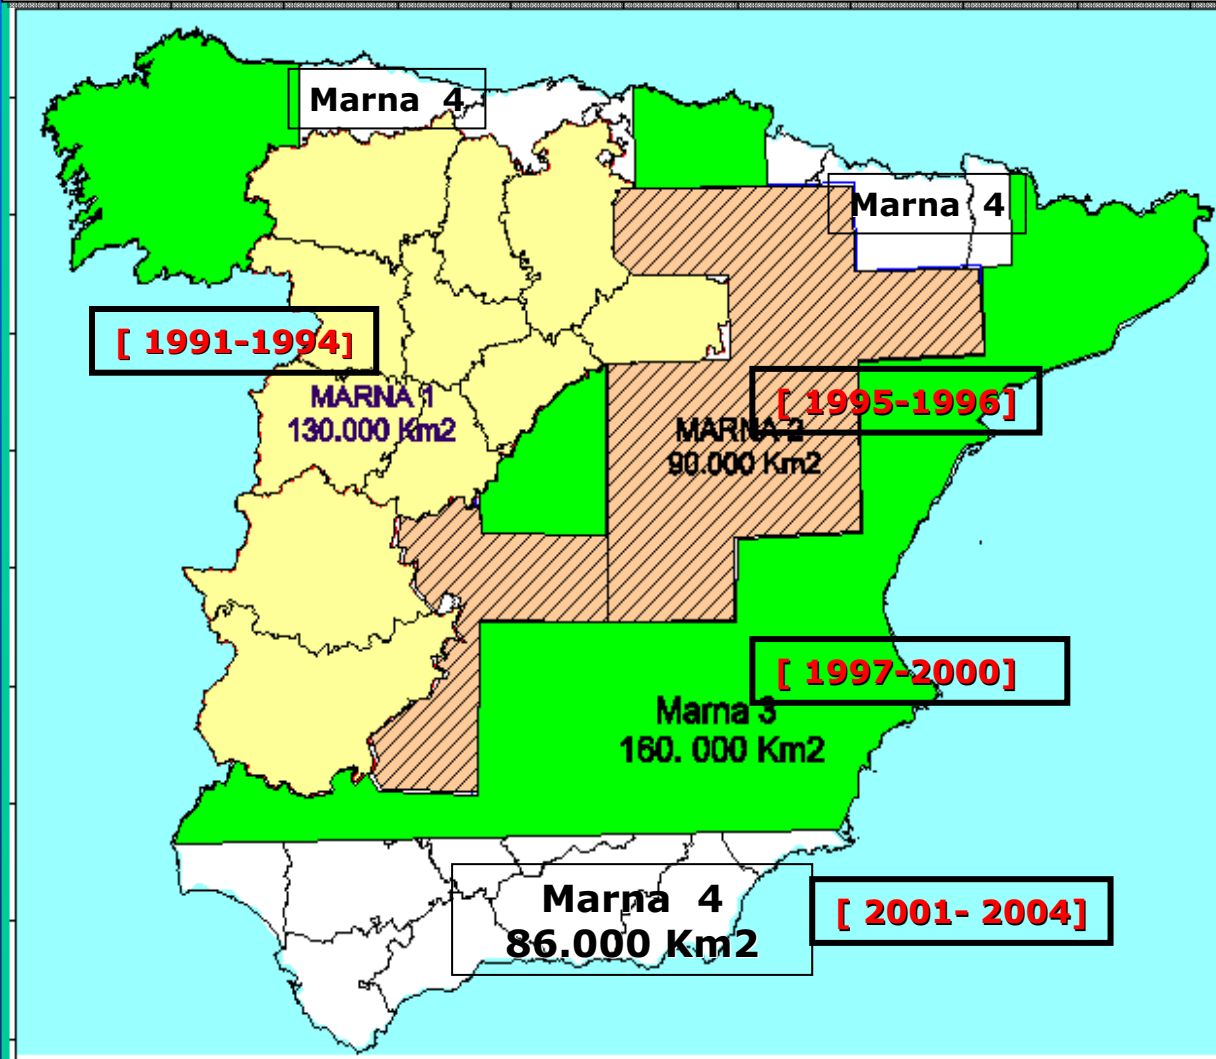 Marna 4
Marna 4
[ 1991-1994]
MARNA 1
130.000 Km2
[ 1995-1996]
MARNA 2
90.000 Km2
[ 1997-2000]
Marna 3
160. 000 Km2
Marna 4
86.000 Km2
[ 2001- 2004]